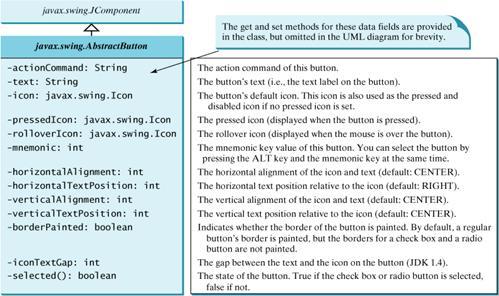 javax.swing.JComponent
The get and set methods for these data fields are provided
in the class, but omitted in the UML diagram for brevity.
javax.swing.AbstractButton
-actionCommand: String
The action command of this button.
-text: String
The button's text (i.e., the text label on the button).
-icon: javax.swing.Icon
The button's default icon. This icon is also used as the pressed and
disabled icon if no pressed icon is set.
-pressedIcon: javax.swing.Icon
The pressed icon (displayed when the button is pressed).
-rolloverIcon: javax.swing.Icon
The rollover icon (displayed when the mouse is over the button).
-mnemonic: int
The mnemonic key value of this button. You can select the button by
pressing the ALT key and the mnemonic key at the same time.
-horizontalAlignment: int
The horizontal alignment of the icon and text (default: CENTER).
-horizontalTextPosition: int
The horizontal text position relative to the icon (default: RIGHT).
-verticalAlignment: int
The vertical alignment of the icon and text (default: CENTER).
-verticalTextPosition: int
The vertical text position relative to the icon (default: CENTER).
-borderPainted: boolean
Indicates whether the border of the button is painted. By default, a regular
button's border is painted, but the borders for a check box and a radio
button are not painted.
-iconTextGap: int
The gap between the text and the icon on the button (JDK 1.4).
-selected(): boolean
The state of the button. True if the check box or radio button is selected,
false if not.